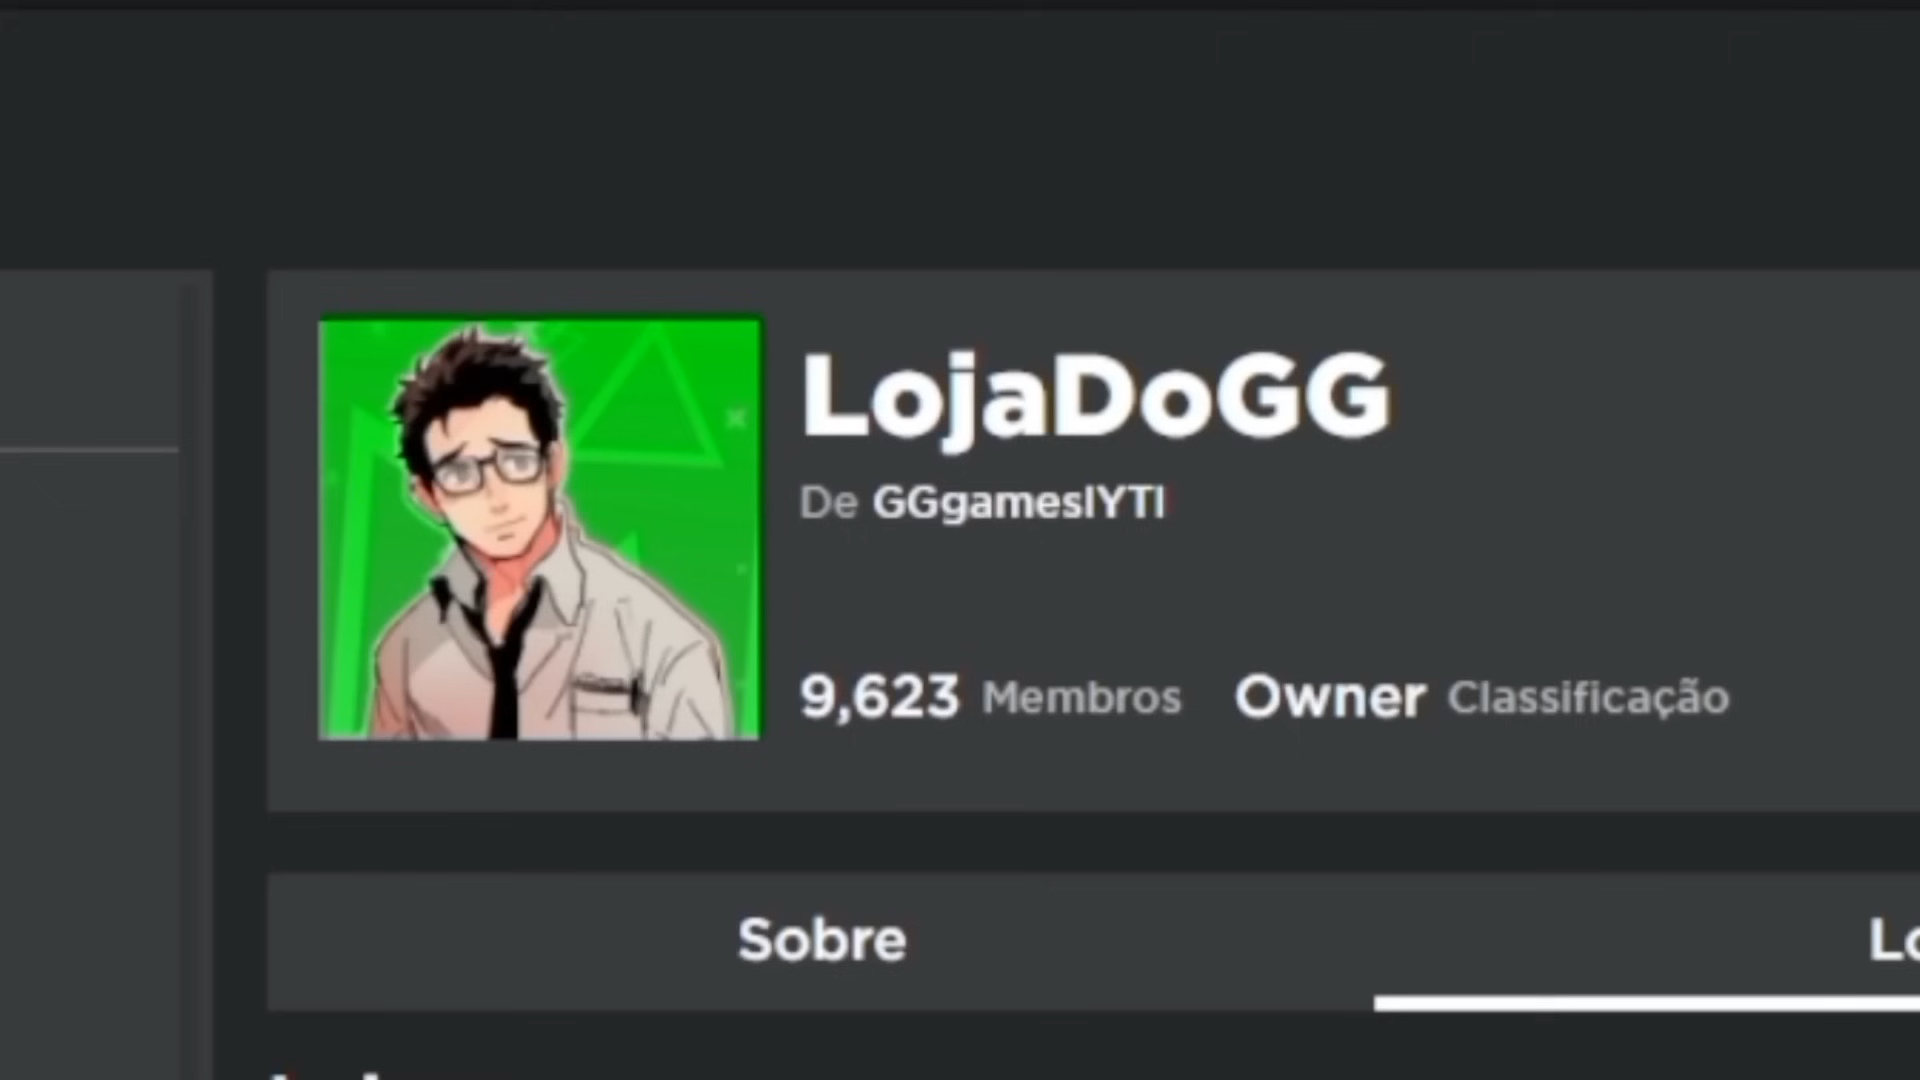 LojaDoGG
De GGgamesIYTI
9,623 Membros Owner Classificação
Sobre